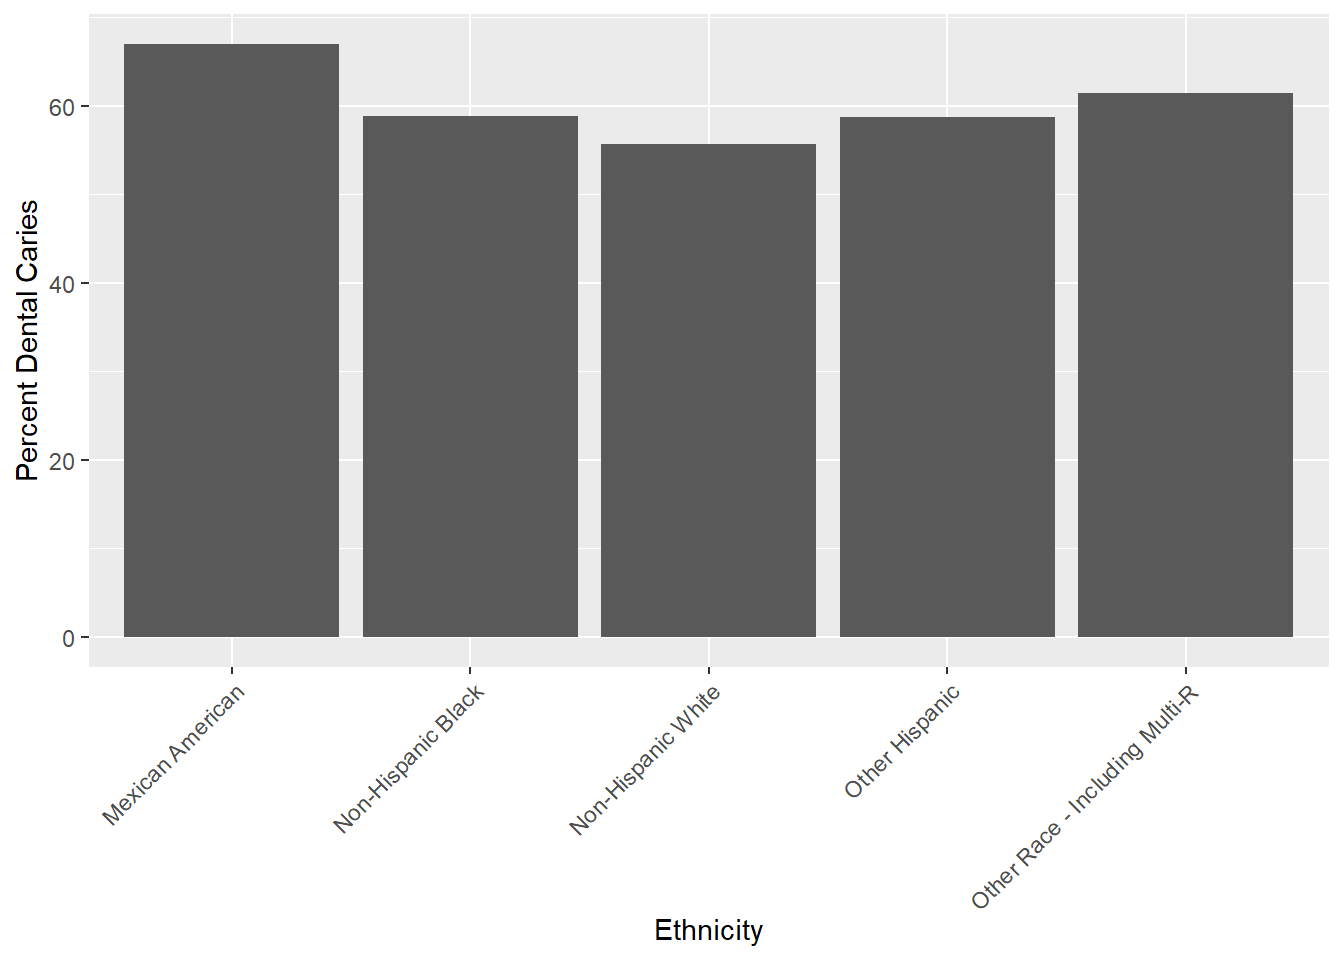 Percent Dental Caries
60
40
20
0
Mexican American
Non-Hispanic Black
Non-Hispanic White
Other Hispanic
Other Race - Including Multi-R
Ethnicity